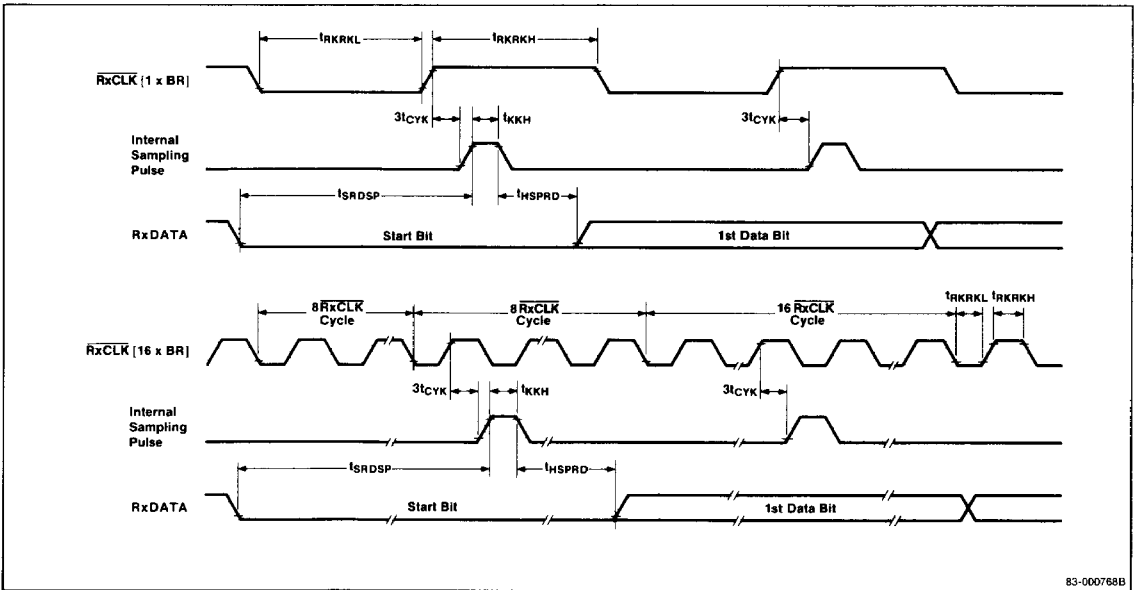 tRKRKL tRKRKH
RxCLK [1 x BR]
3tCYK tKKH 3tCYK
Internal
Sampling
Pulse
tSRDSP tHSPRD
RxDATA Start Bit 1st Data Bit
8 RxCLK
Cycle
8 RxCLK
Cycle
16 RxCLK
Cycle
tRKRKL tRKRKH
RxCLK [16 x BR]
3tCYK tKKH 3tCYK
Internal
Sampling
Pulse
tSRDSP tHSPRD
RxDATA Start Bit 1st Data Bit
83-000768B